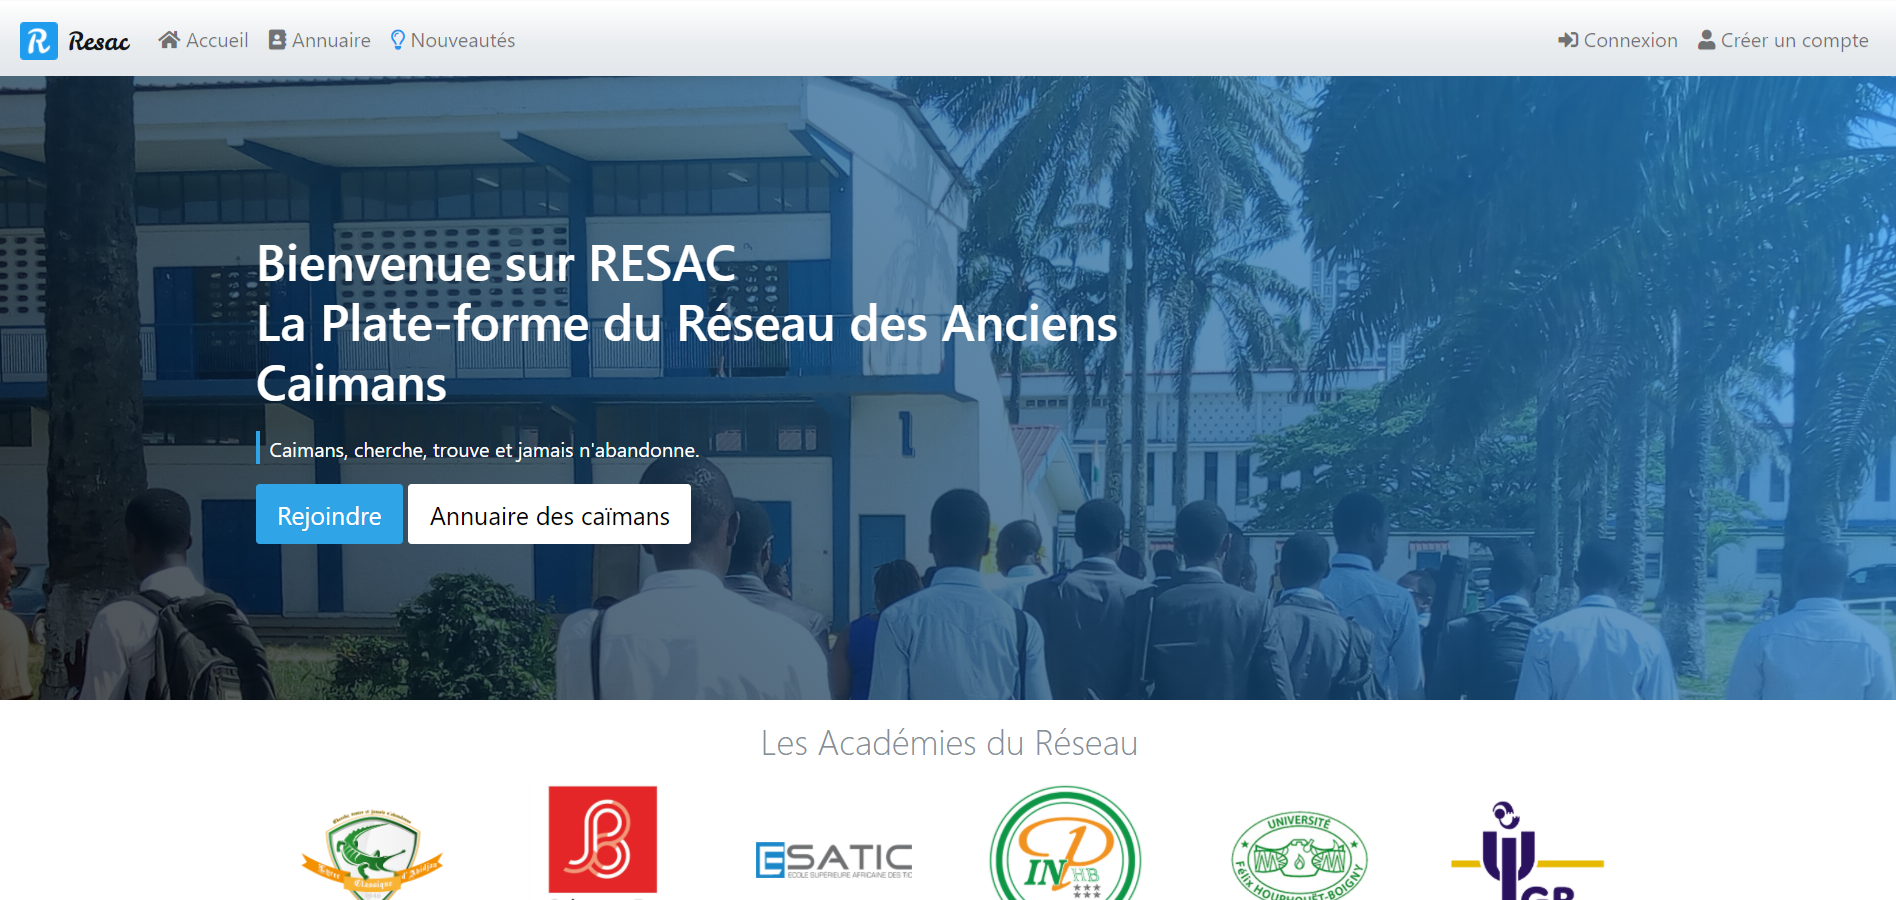 Resac
Accueil
Annuaire
Nouveautés
Connexion
Créer un compte
Bienvenue sur RESAC
La Plate-forme du Réseau des Anciens
Caimans
Caimans, cherche, trouve et jamais n'abandonne.
Rejoindre
Annuaire des caïmans
Les Académies du Réseau
Lycée Classique d'Abidjan
ESATIC
ECOLE SUPÉRIEURE AFRICAINE DES TIC
INP
HB
UNIVERSITÉ
Félix HOUPHOUËT-BOIGNY